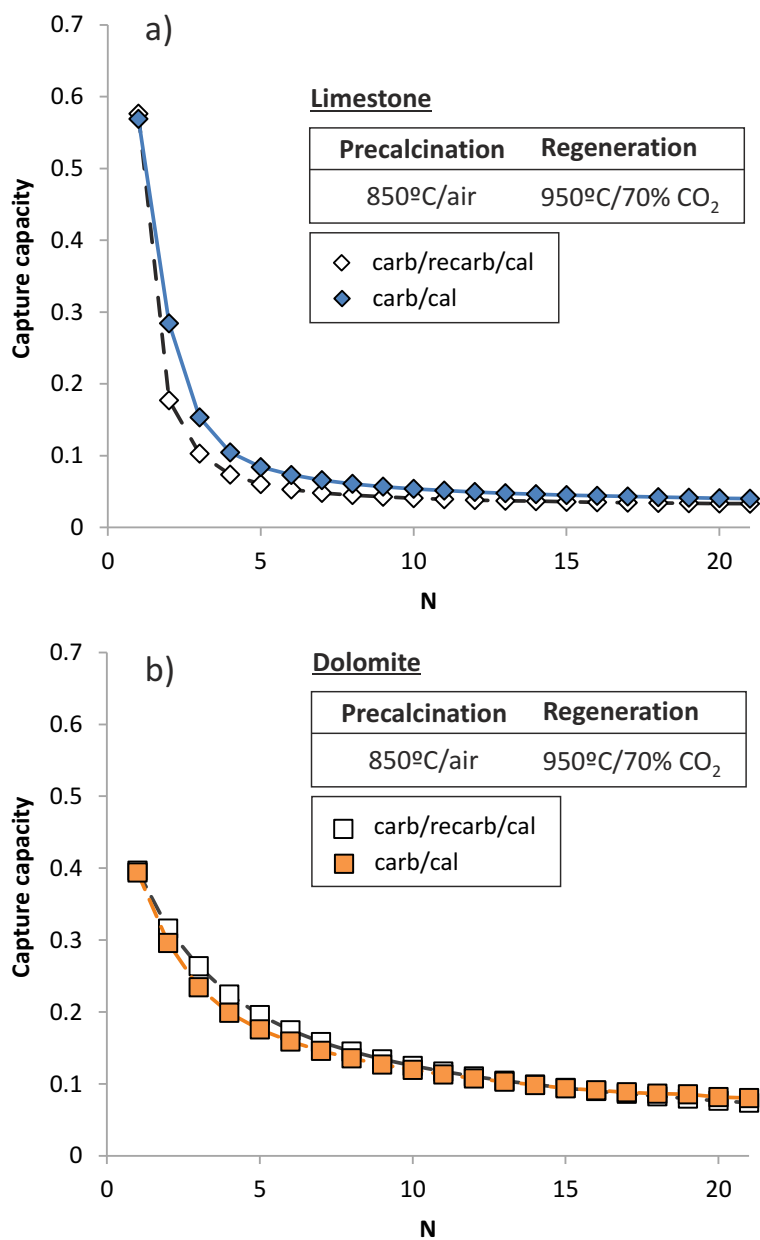 a)
0.7
0.6
0.5
0.4
0.3
0.2
0.1
0
Capture capacity
Limestone
Precalcination Regeneration
850ºC/air 950ºC/70% CO₂
carb/recarb/cal
carb/cal
0 5 10 15 20
N
b)
0.7
0.6
0.5
0.4
0.3
0.2
0.1
0
Capture capacity
Dolomite
Precalcination Regeneration
850ºC/air 950ºC/70% CO₂
carb/recarb/cal
carb/cal
0 5 10 15 20
N